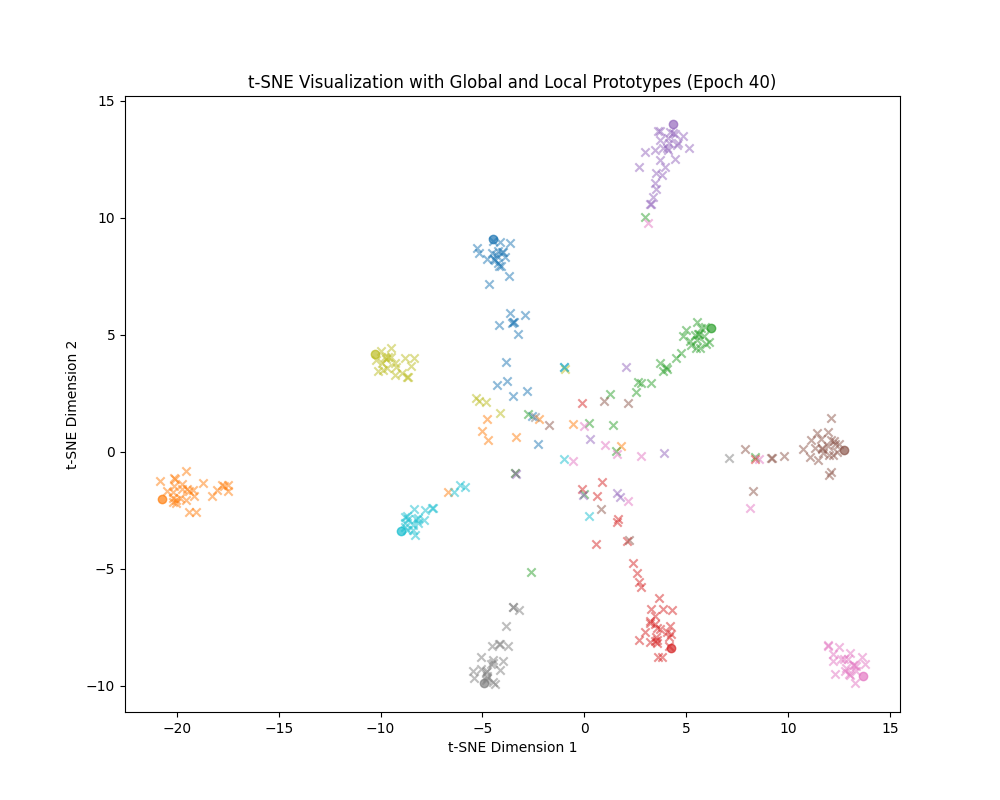 t-SNE Visualization with Global and Local Prototypes (Epoch 40)
15
10
5
0
−5
−10
t-SNE Dimension 2
−20 −15 −10 −5 0 5 10 15
t-SNE Dimension 1